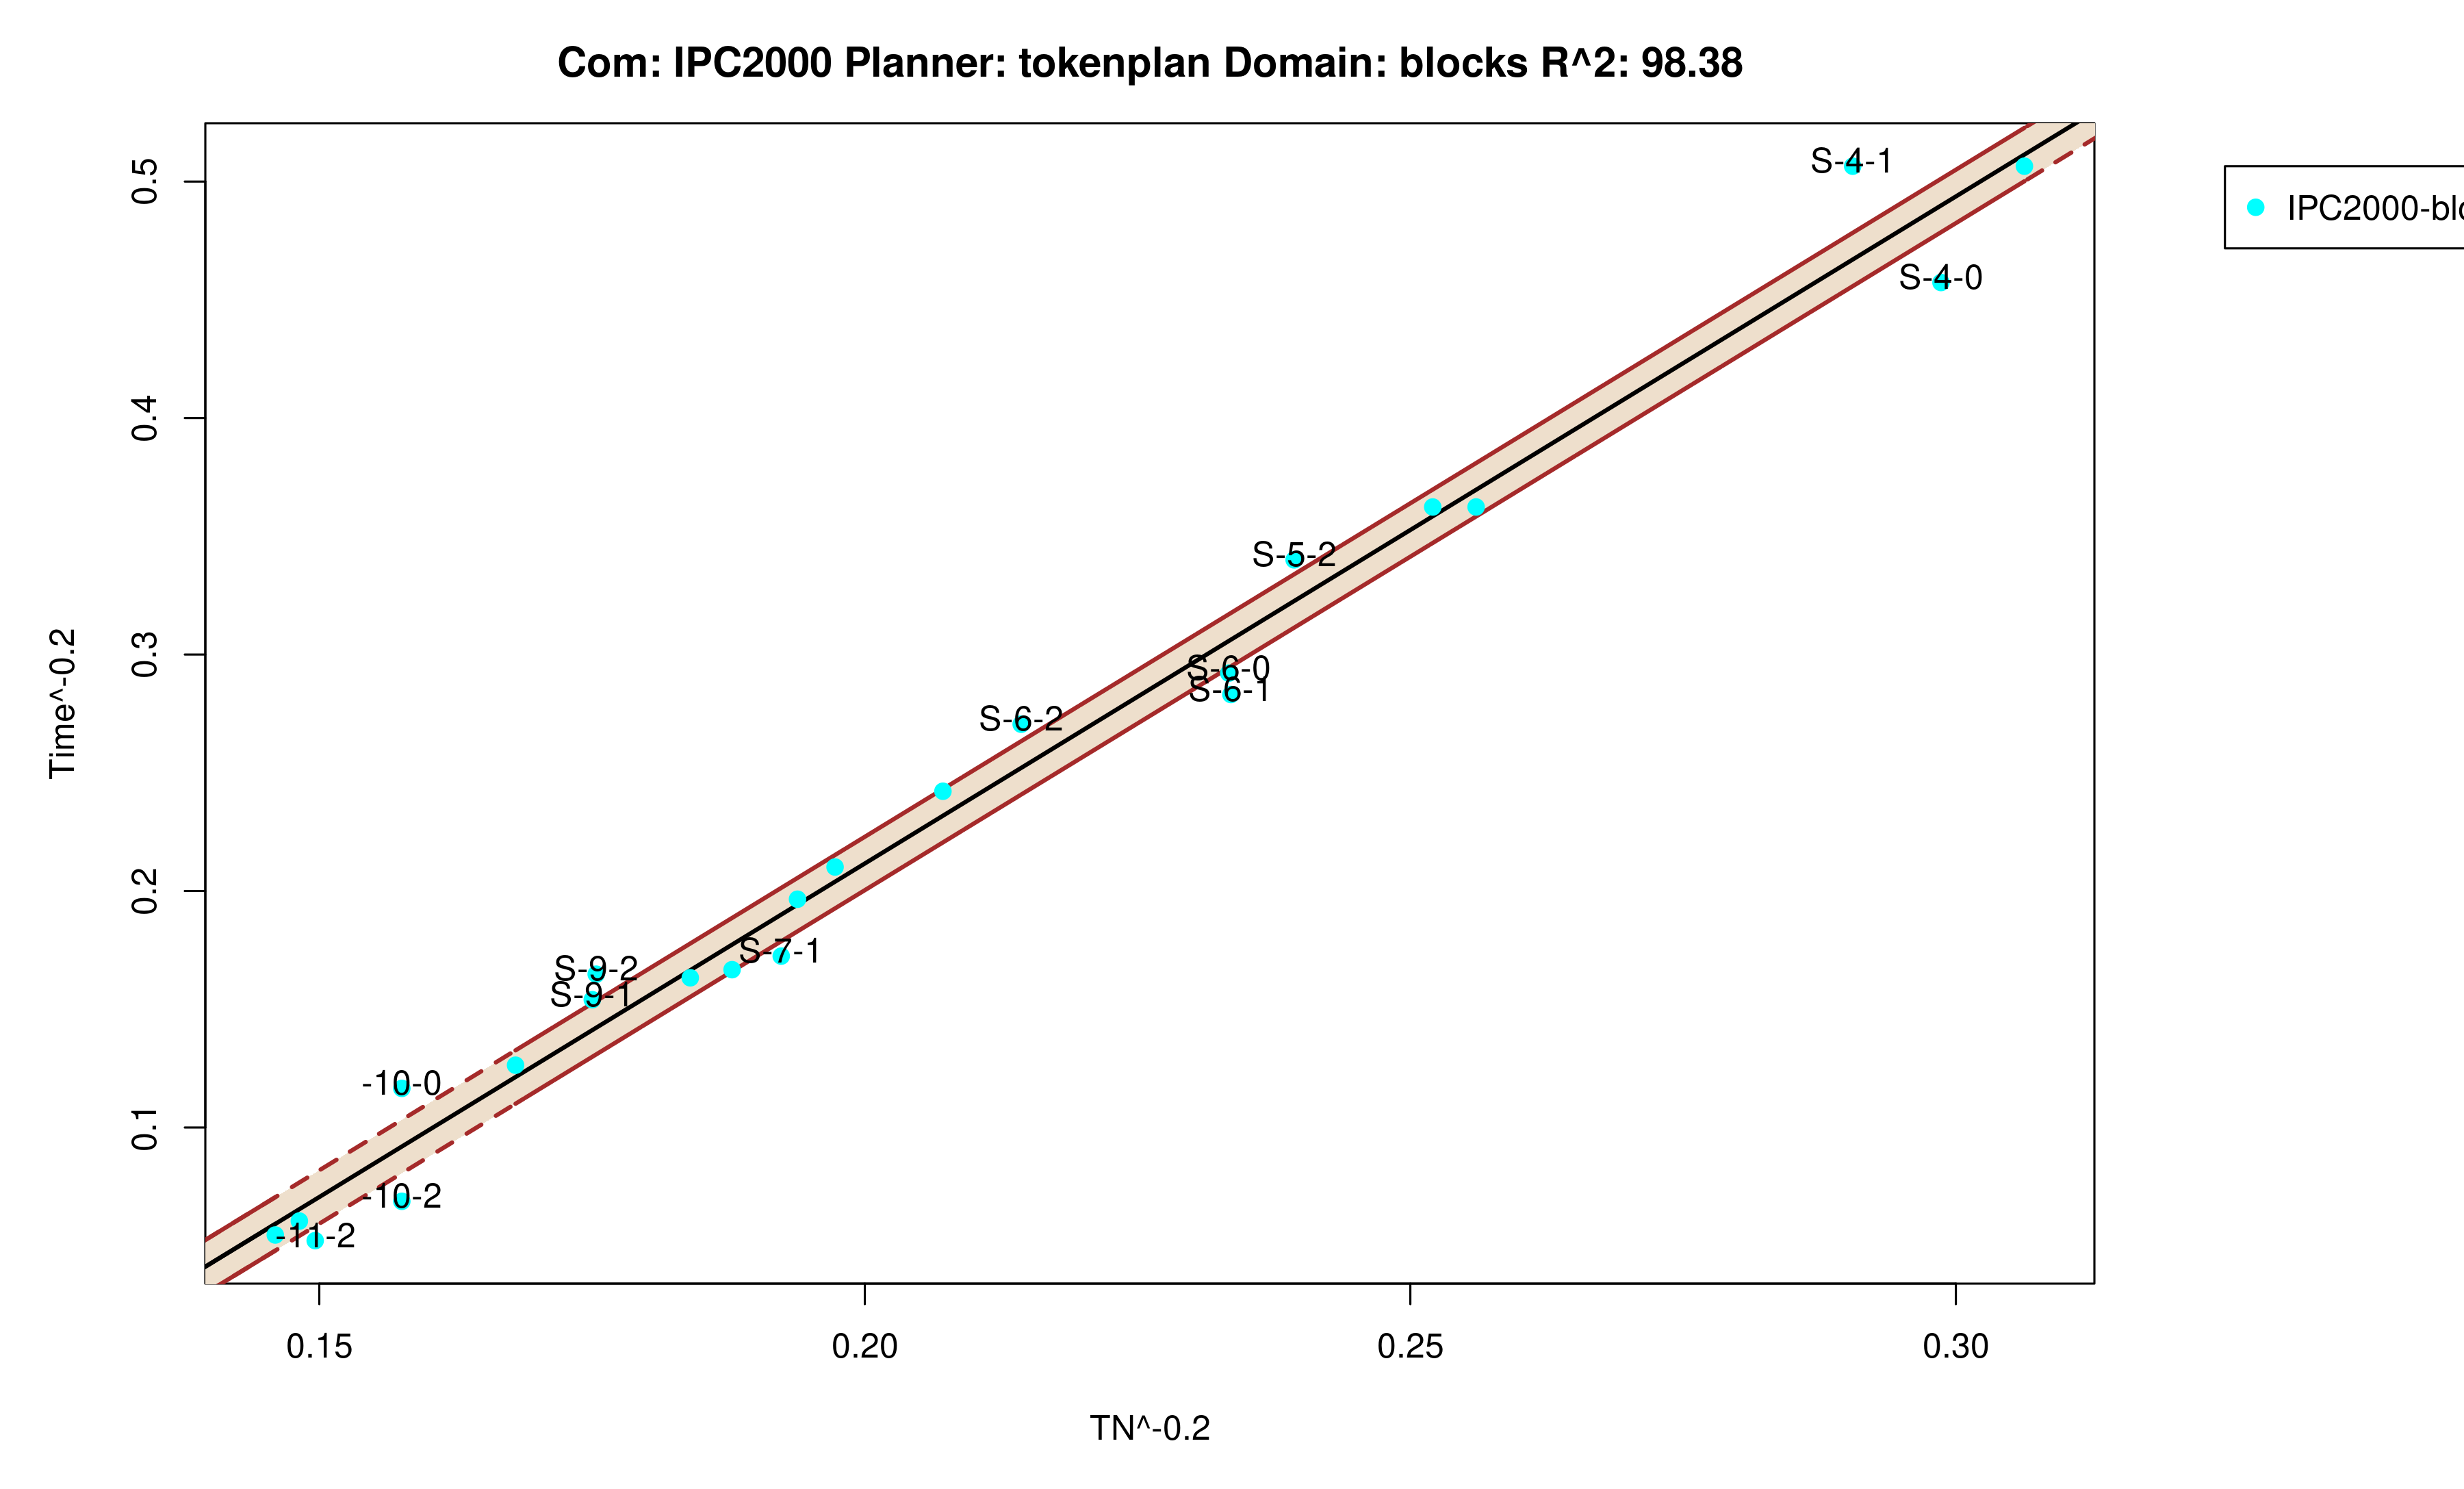 Com: IPC2000 Planner: tokenplan Domain: blocks R^2: 98.38
0.5
0.4
0.3
0.2
0.1
Time^-0.2
S-4-1
S-4-0
S-5-2
S-6-0
S-6-1
S-6-2
S-7-1
S-9-2
S-9-1
-10-0
-10-2
-11-2
0.15
0.20
0.25
0.30
TN^-0.2
IPC2000-blo